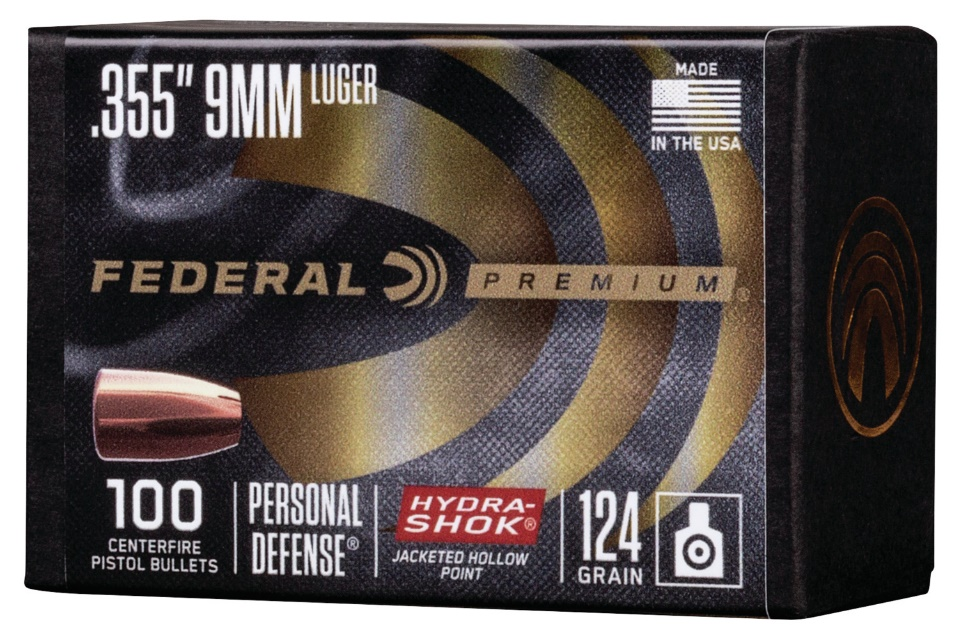 .355" 9MM LUGER
MADE
IN THE USA
FEDERAL PREMIUM®
100
CENTERFIRE
PISTOL BULLETS
PERSONAL
DEFENSE®
HYDRA-
SHOK®
JACKETED HOLLOW
POINT
124
GRAIN